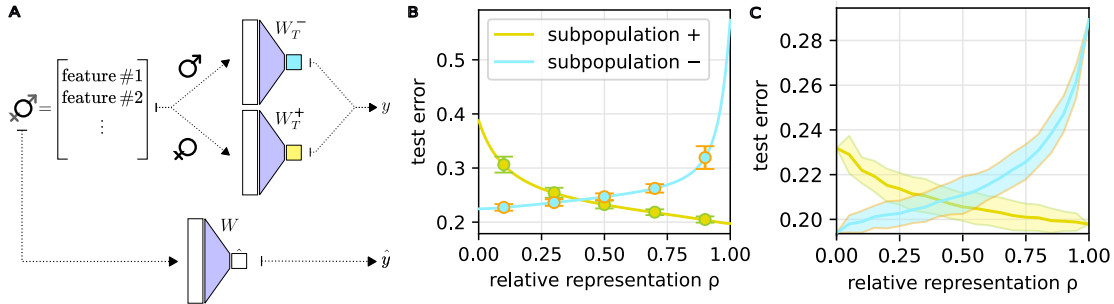 A
W_T^-
♂
⚥ =
feature #1
feature #2
⋮
y
W_T^+
♀
W
^
ŷ
B
subpopulation +
subpopulation −
test error
0.5
0.4
0.3
0.2
0.00 0.25 0.50 0.75 1.00
relative representation ρ
C
test error
0.28
0.26
0.24
0.22
0.20
0.00 0.25 0.50 0.75 1.00
relative representation ρ